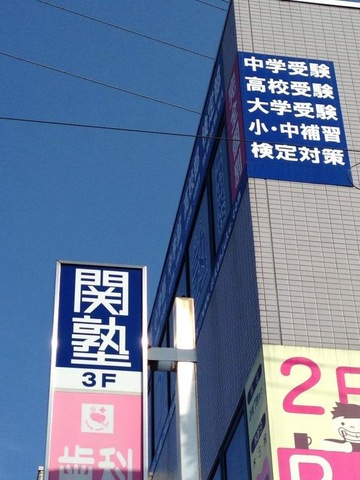 中学受験
高校受験
大学受験
小・中補習
検定対策
関塾
3F
歯科
2F